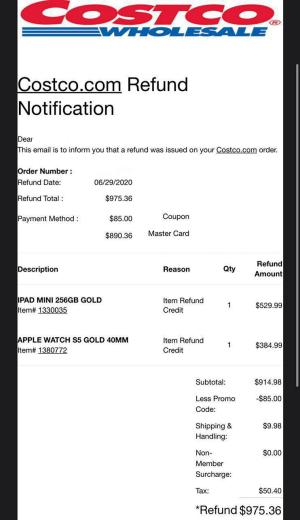 COSTCO
WHOLESALE
Costco.com Refund
Notification
Dear
This email is to inform you that a refund was issued on your Costco.com order.
Order Number :
Refund Date: 06/29/2020
Refund Total : $975.36
Payment Method : $85.00 Coupon
$890.36 Master Card
Description Reason Qty Refund Amount
IPAD MINI 256GB GOLD Item Refund 1 $529.99
Item# 1330035 Credit
APPLE WATCH S5 GOLD 40MM Item Refund 1 $384.99
Item# 1380772 Credit
Subtotal: $914.98
Less Promo -$85.00
Code:
Shipping & $9.98
Handling:
Non- $0.00
Member
Surcharge:
Tax: $50.40
*Refund $975.36